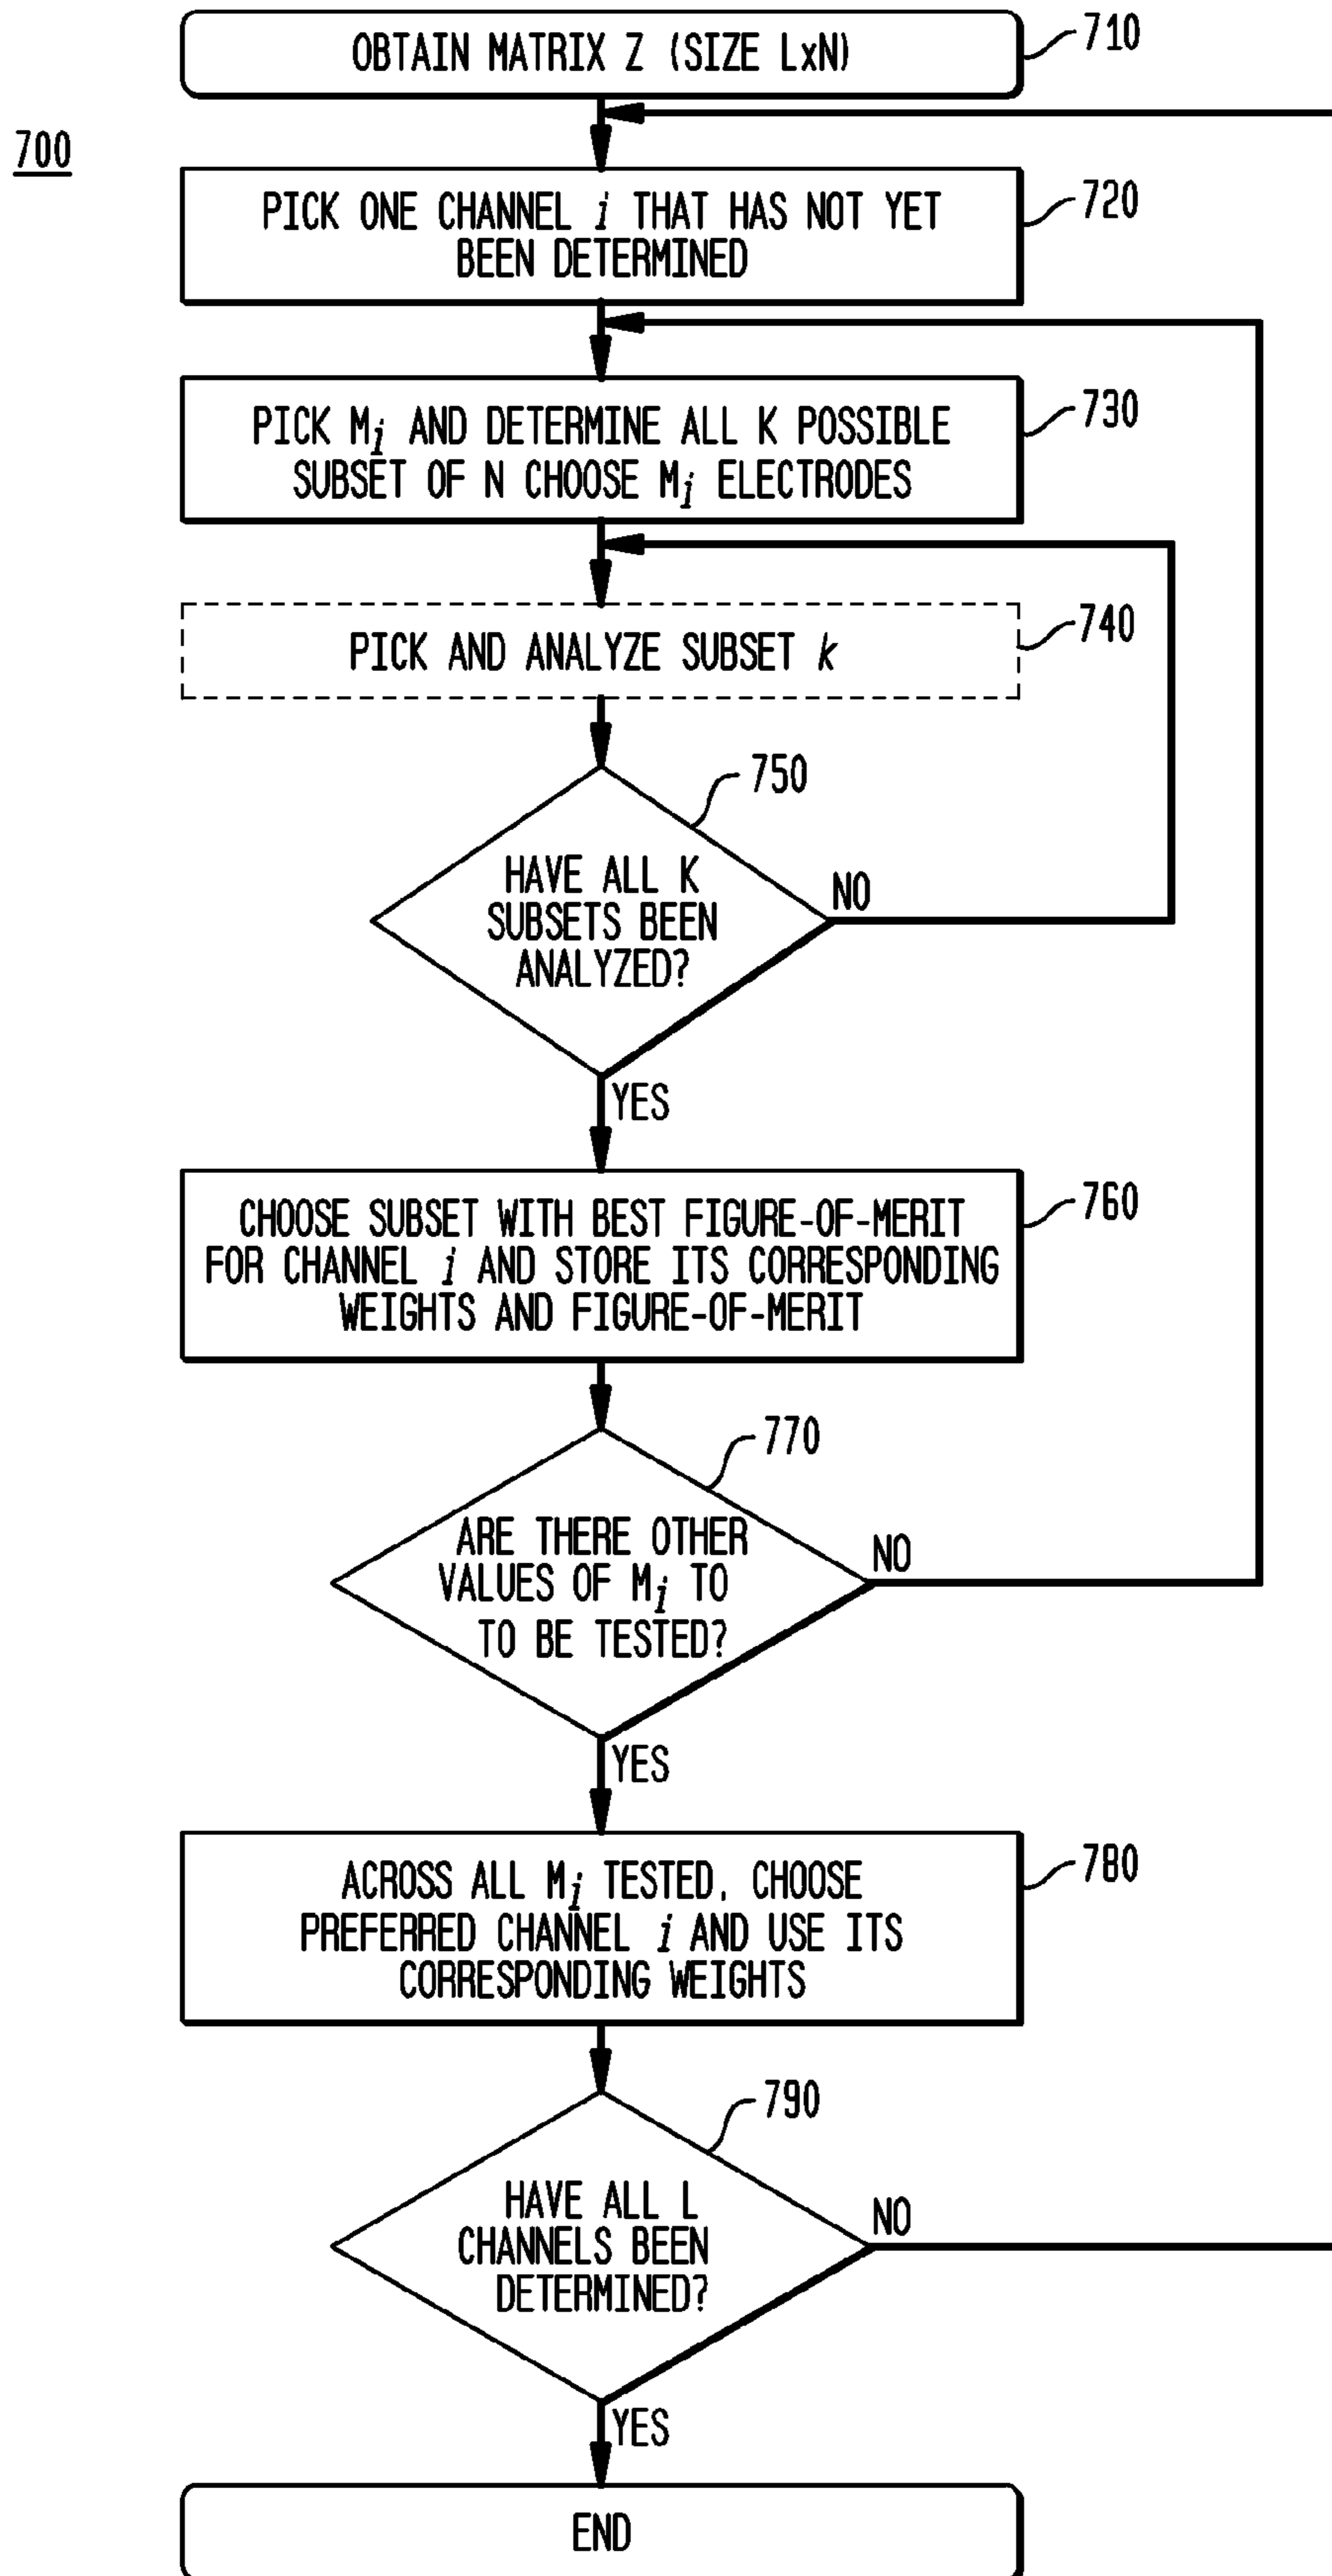 OBTAIN MATRIX Z (SIZE LxN)
710
700
PICK ONE CHANNEL i THAT HAS NOT YET
BEEN DETERMINED
720
PICK Mi AND DETERMINE ALL K POSSIBLE
SUBSET OF N CHOOSE Mi ELECTRODES
730
PICK AND ANALYZE SUBSET k
740
750
HAVE ALL K
SUBSETS BEEN
ANALYZED?
NO
YES
CHOOSE SUBSET WITH BEST FIGURE-OF-MERIT
FOR CHANNEL i AND STORE ITS CORRESPONDING
WEIGHTS AND FIGURE-OF-MERIT
760
770
ARE THERE OTHER
VALUES OF Mi TO
TO BE TESTED?
NO
YES
ACROSS ALL Mi TESTED, CHOOSE
PREFERRED CHANNEL i AND USE ITS
CORRESPONDING WEIGHTS
780
790
HAVE ALL L
CHANNELS BEEN
DETERMINED?
NO
YES
END